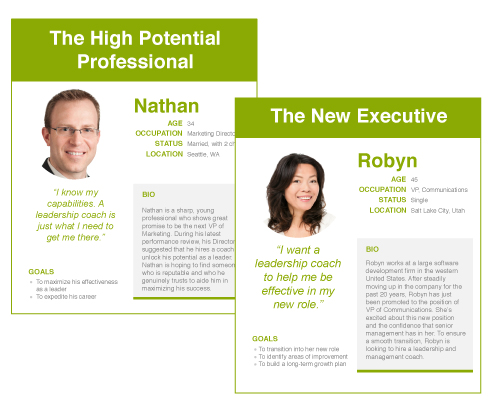 The High Potential
Professional
Nathan
AGE 34
OCCUPATION Marketing Direc
STATUS Married, with 2
LOCATION Seattle, WA
“I know my
capabilities. A
leadership coach is
just what I need to
get me there.”
BIO
Nathan is a sharp, young
professional who shows great
promise to be the next VP of
Marketing. During his latest
performance review, his Director
suggested that he hires a coach
unlock his potential as a leader.
Nathan is hoping to find someone
who is reputable and who he
genuinely trusts to aide him in
maximizing his success.
GOALS
To maximize his effectiveness
as a leader
To expedite his career
The New Executive
Robyn
AGE 45
OCCUPATION VP, Communications
STATUS Single
LOCATION Salt Lake City, Utah
“I want a
leadership coach
to help me be
effective in my
new role.”
BIO
Robyn works at a large software
development firm in the western
United States. After steadily
moving up in the company for the
past 20 years, Robyn has just
been promoted to the position of
VP of Communications. She's
excited about this new position
and the confidence that senior
management has in her. To ensure
a smooth transition, Robyn is
looking to hire a leadership and
management coach.
GOALS
To transition into her new role
To identify areas of improvement
To build a long-term growth plan